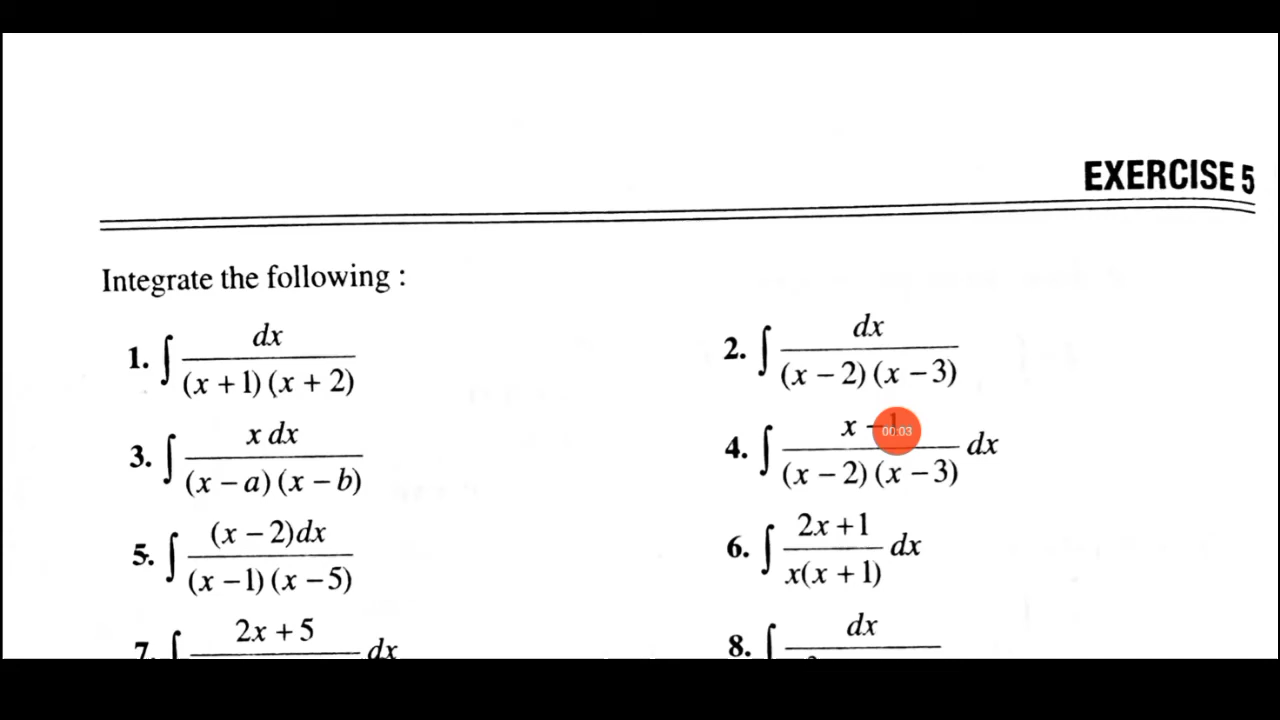 EXERCISE 5
Integrate the following :
1. ∫ dx / (x + 1) (x + 2)
2. ∫ dx / (x – 2) (x – 3)
3. ∫ x dx / (x – a) (x – b)
4. ∫ x – 1 / (x – 2) (x – 3) dx
00:03
5. ∫ (x – 2)dx / (x – 1) (x – 5)
6. ∫ 2x + 1 / x(x + 1) dx
7. ∫ 2x + 5 dx
8. ∫ dx